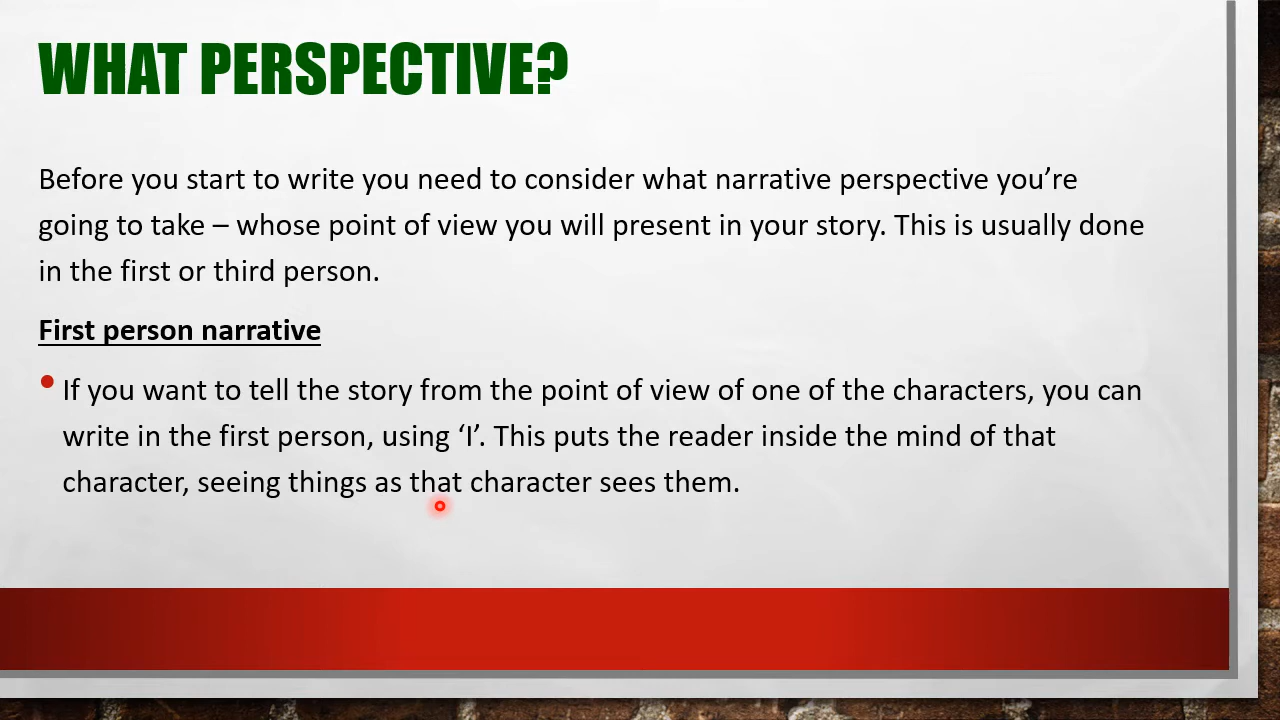 WHAT PERSPECTIVE?
Before you start to write you need to consider what narrative perspective you’re
going to take – whose point of view you will present in your story. This is usually done
in the first or third person.
First person narrative
• If you want to tell the story from the point of view of one of the characters, you can
write in the first person, using ‘I’. This puts the reader inside the mind of that
character, seeing things as that character sees them.